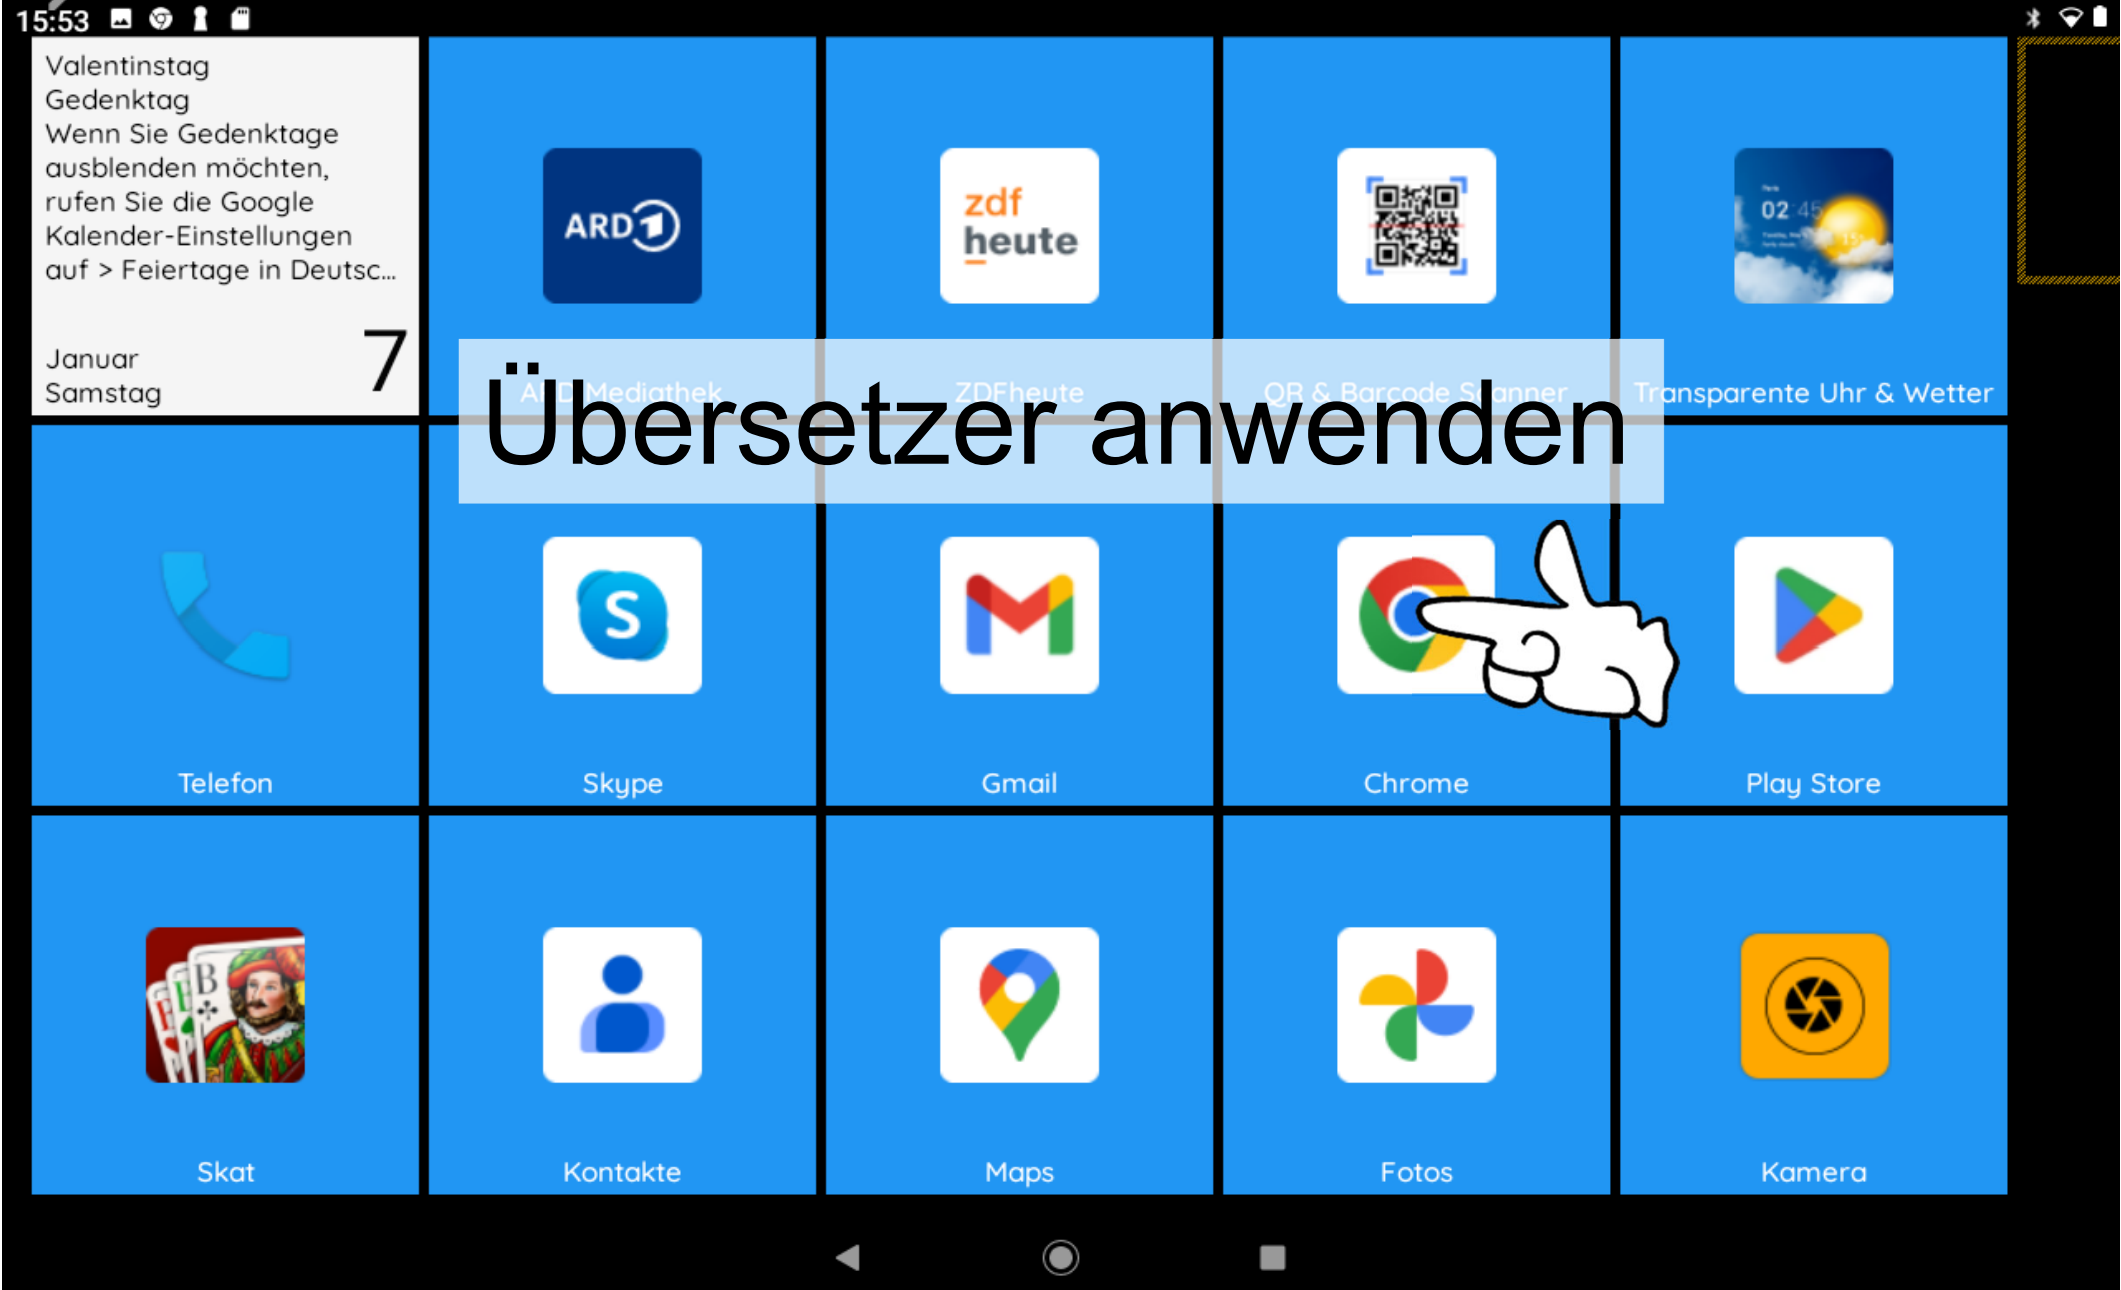 15:53
Valentinstag
Gedenktag
Wenn Sie Gedenktage
ausblenden möchten,
rufen Sie die Google
Kalender-Einstellungen
auf > Feiertage in Deutsc...
Januar
Samstag
7
ARD 1
ARD Mediathek
zdf
heute
ZDFheute
QR & Barcode Scanner
02:45
Transparente Uhr & Wetter
Übersetzer anwenden
Telefon
S
Skype
Gmail
Chrome
Play Store
B
Skat
Kontakte
Maps
Fotos
Kamera